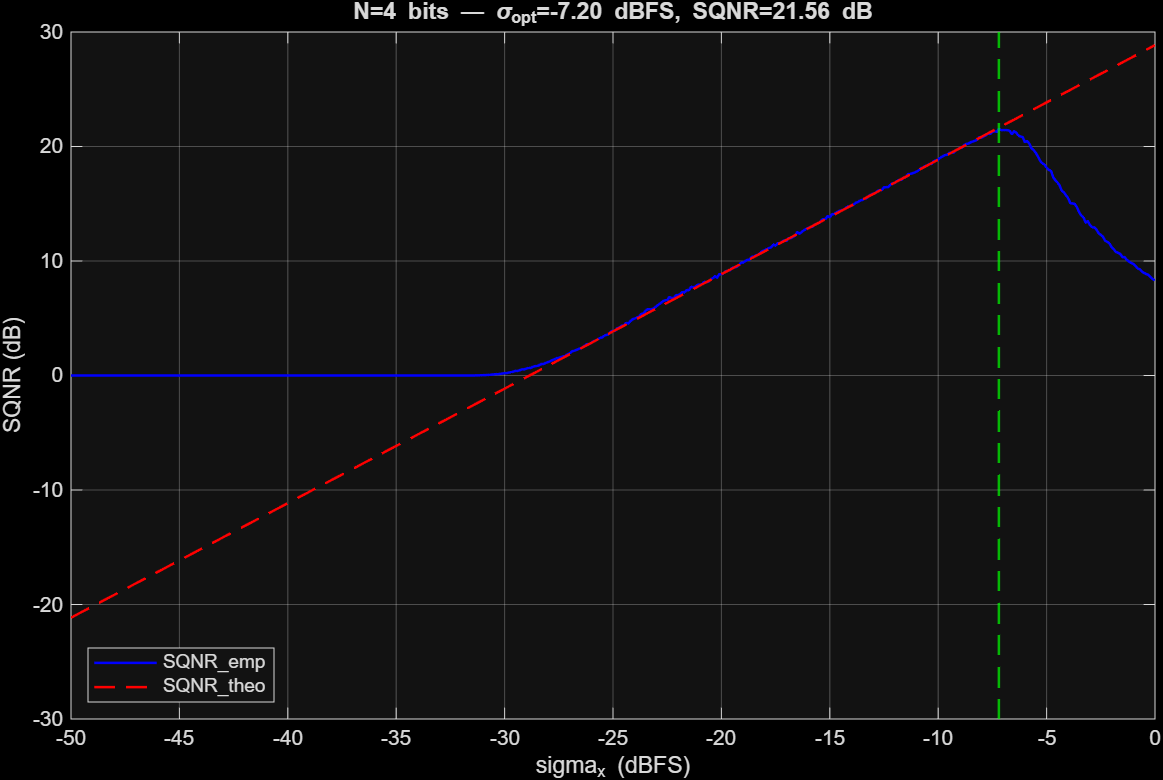 N=4 bits — σopt=-7.20 dBFS, SQNR=21.56 dB
30
20
10
0
-10
-20
-30
SQNR (dB)
SQNR_emp
SQNR_theo
-50 -45 -40 -35 -30 -25 -20 -15 -10 -5 0
sigmax (dBFS)